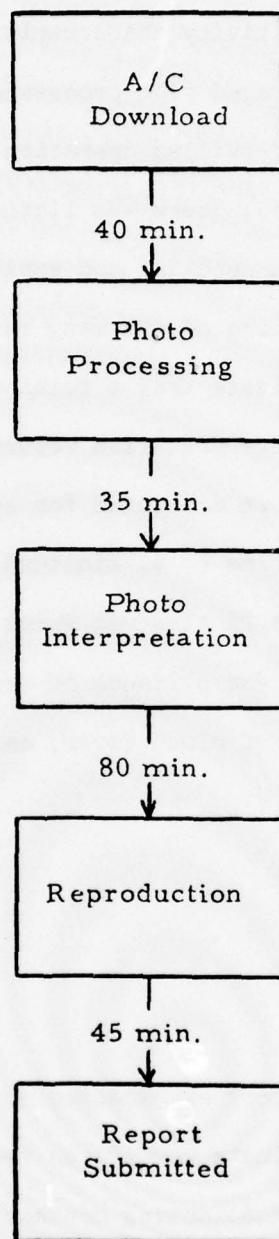 A/C
Download
40 min.
Photo
Processing
35 min.
Photo
Interpretation
80 min.
Reproduction
45 min.
Report
Submitted